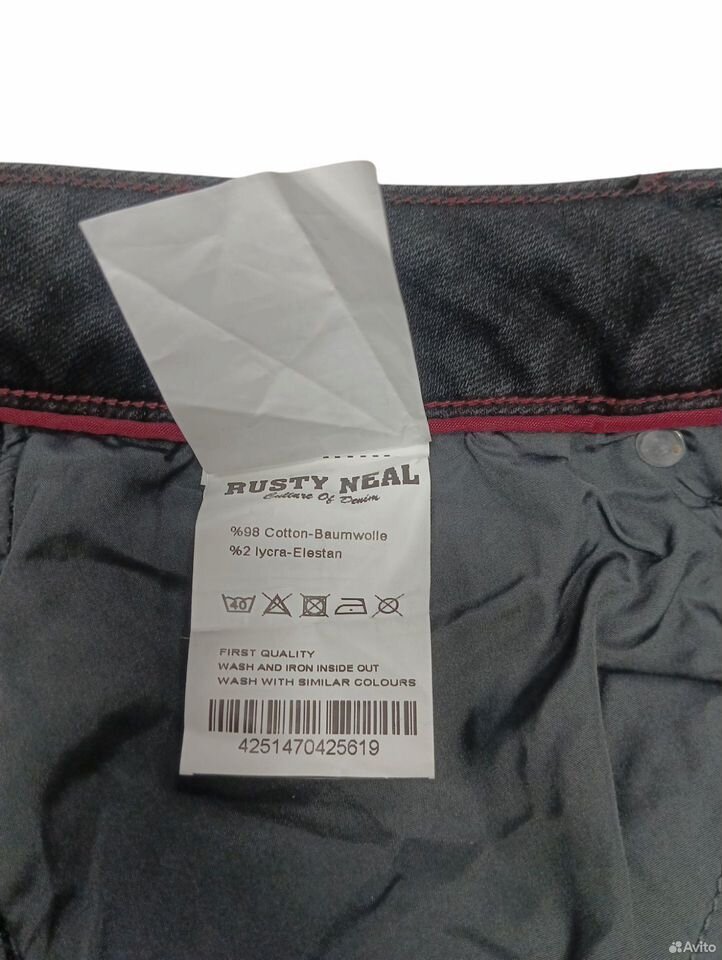 RUSTY NEAL
Culture Of Denim
%98 Cotton-Baumwolle
%2 lycra-Elestan
40
FIRST QUALITY
WASH AND IRON INSIDE OUT
WASH WITH SIMILAR COLOURS
4251470425619
Avito